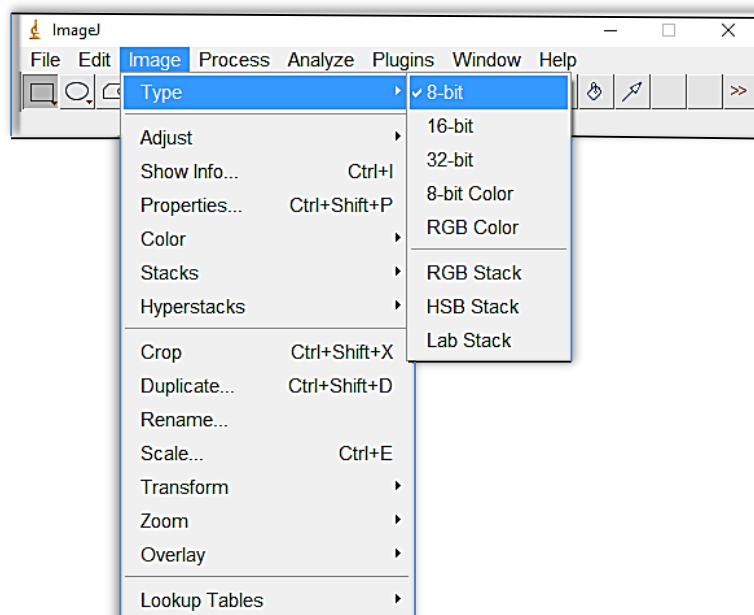 ImageJ
File Edit Image Process Analyze Plugins Window Help
>>
Type
8-bit
16-bit
32-bit
8-bit Color
RGB Color
RGB Stack
HSB Stack
Lab Stack
Adjust
Show Info... Ctrl+I
Properties... Ctrl+Shift+P
Color
Stacks
Hyperstacks
Crop Ctrl+Shift+X
Duplicate... Ctrl+Shift+D
Rename...
Scale... Ctrl+E
Transform
Zoom
Overlay
Lookup Tables